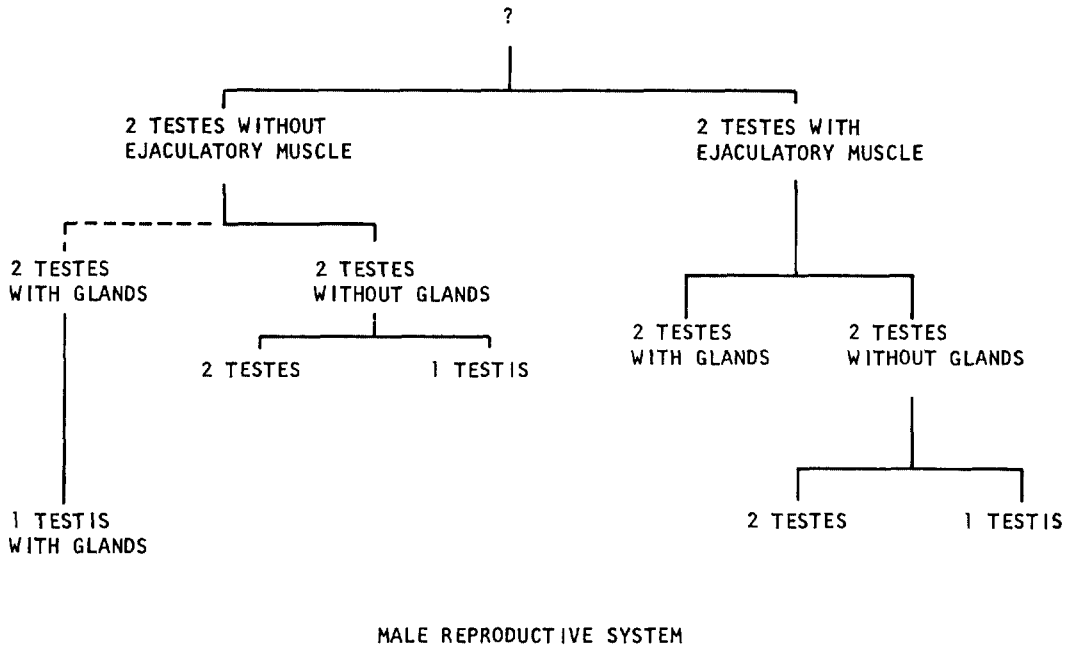 ?
2 TESTES WITHOUT
EJACULATORY MUSCLE
2 TESTES WITH
EJACULATORY MUSCLE
2 TESTES
WITH GLANDS
2 TESTES
WITHOUT GLANDS
2 TESTES
WITH GLANDS
2 TESTES
WITHOUT GLANDS
2 TESTES
1 TESTIS
1 TESTIS
WITH GLANDS
2 TESTES
1 TESTIS
MALE REPRODUCTIVE SYSTEM